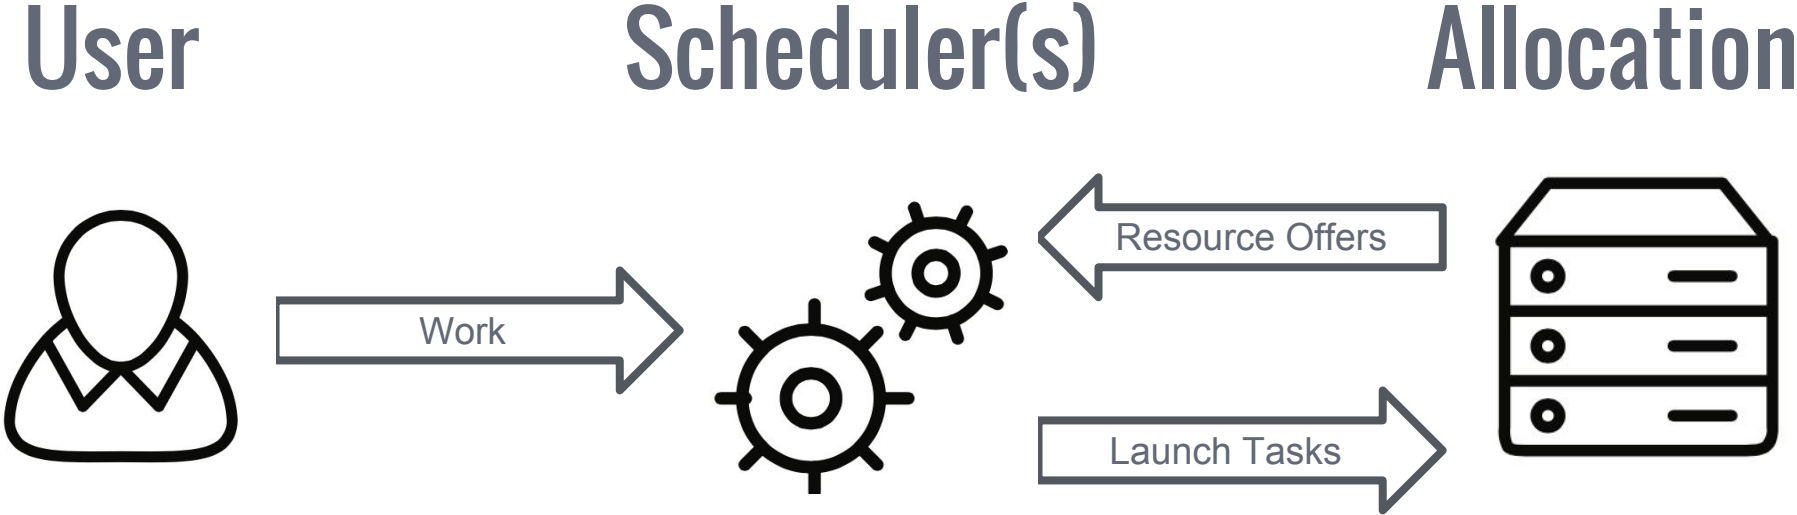 User
Scheduler(s)
Allocation
Work
Resource Offers
Launch Tasks